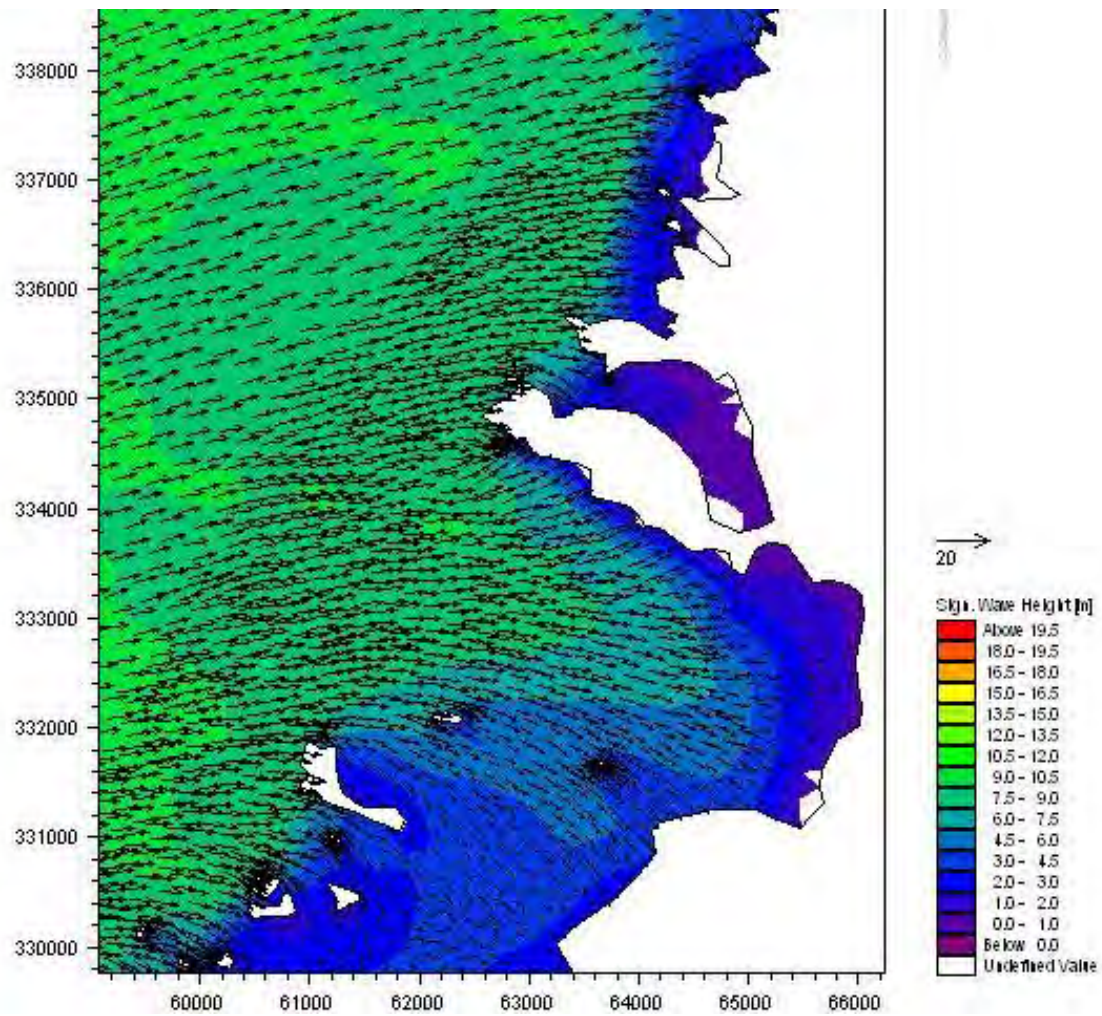 338000
337000
336000
335000
334000
333000
332000
331000
330000
60000 61000 62000 63000 64000 65000 66000
20
Sign. Wave Height [m]
Above 19.5
18.0 - 19.5
16.5 - 18.0
15.0 - 16.5
13.5 - 15.0
12.0 - 13.5
10.5 - 12.0
9.0 - 10.5
7.5 - 9.0
6.0 - 7.5
4.5 - 6.0
3.0 - 4.5
2.0 - 3.0
1.0 - 2.0
0.0 - 1.0
Below 0.0
Undefined Value